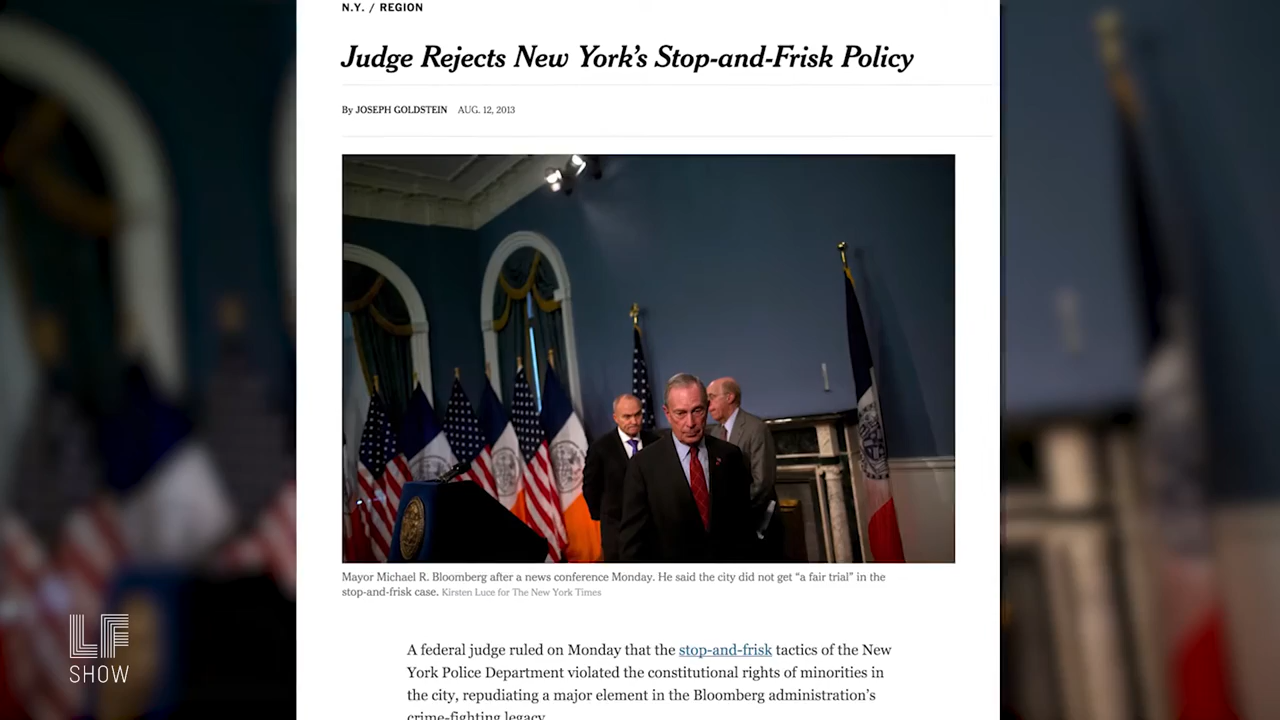 N.Y. / REGION
Judge Rejects New York's Stop-and-Frisk Policy
By JOSEPH GOLDSTEIN AUG. 12, 2013
Mayor Michael R. Bloomberg after a news conference Monday. He said the city did not get “a fair trial” in the
stop-and-frisk case. Kirsten Luce for The New York Times
A federal judge ruled on Monday that the stop-and-frisk tactics of the New
York Police Department violated the constitutional rights of minorities in
the city, repudiating a major element in the Bloomberg administration's
crime-fighting legacy.
LF
SHOW